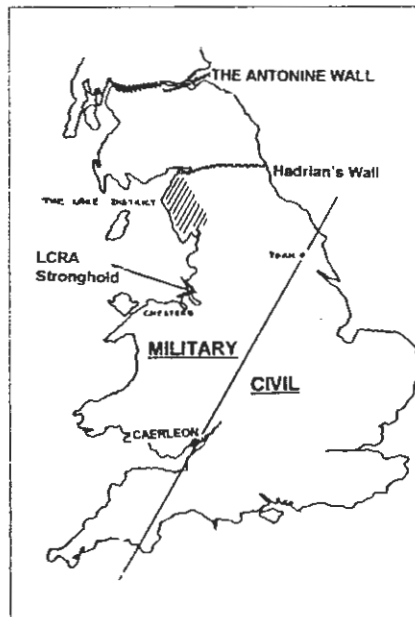 THE ANTONINE WALL
Hadrian's Wall
THE LAKE DISTRICT
YORK
LCRA
Stronghold
CHESTER
MILITARY
CIVIL
CAERLEON